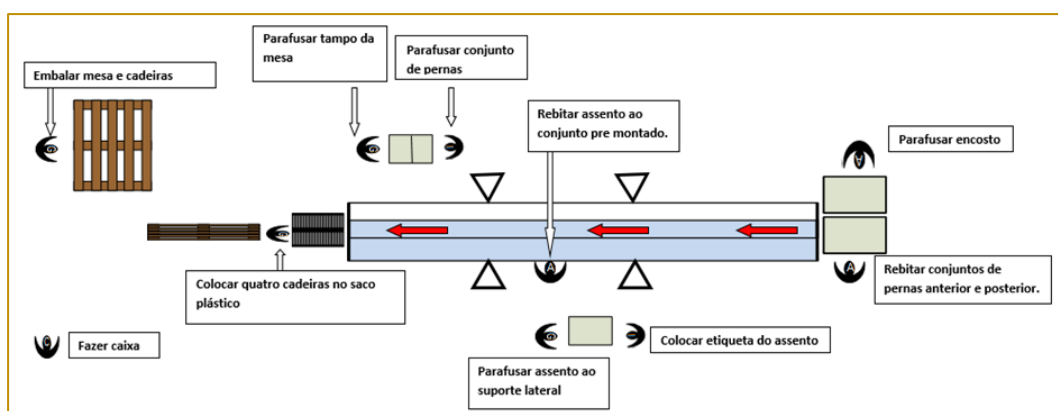 Embalar mesa e cadeiras
Parafusar tampo da
mesa
Parafusar conjunto
de pernas
Rebitar assento ao
conjunto pre montado.
Parafusar encosto
A
A
A
Rebitar conjuntos de
pernas anterior e posterior.
Colocar quatro cadeiras no saco
plástico
Fazer caixa
Colocar etiqueta do assento
Parafusar assento ao
suporte lateral